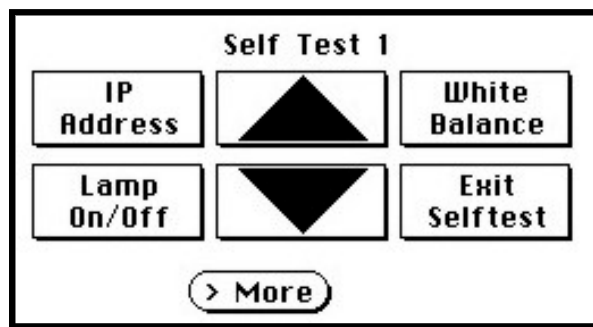 Self Test 1
IP
Address
White
Balance
Lamp
On/Off
Exit
Selftest
> More